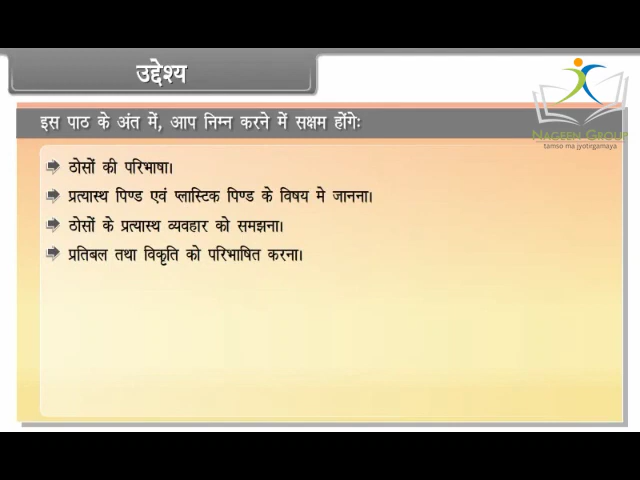 उद्देश्य
NAGEEN GROUP
tamso ma jyotirgamaya
इस पाठ के अंत में, आप निम्न करने में सक्षम होंगेः
ठोसों की परिभाषा।
प्रत्यास्थ पिण्ड एवं प्लास्टिक पिण्ड के विषय मे जानना।
ठोसों के प्रत्यास्थ व्यवहार को समझना।
प्रतिबल तथा विकृति को परिभाषित करना।